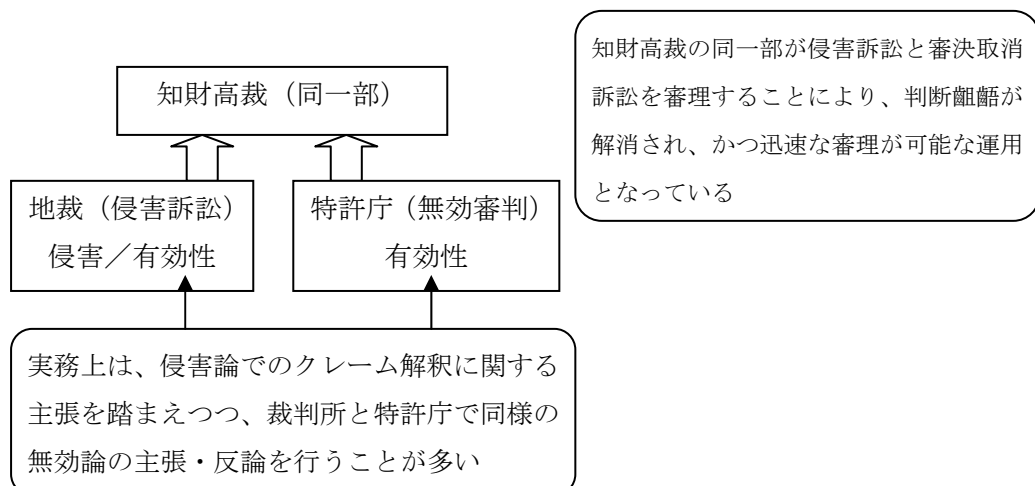 知財高裁の同一部が侵害訴訟と審決取消
訴訟を審理することにより、判断齟齬が
解消され、かつ迅速な審理が可能な運用
となっている
知財高裁（同一部）
地裁（侵害訴訟）
侵害／有効性
特許庁（無効審判）
有効性
実務上は、侵害論でのクレーム解釈に関する
主張を踏まえつつ、裁判所と特許庁で同様の
無効論の主張・反論を行うことが多い